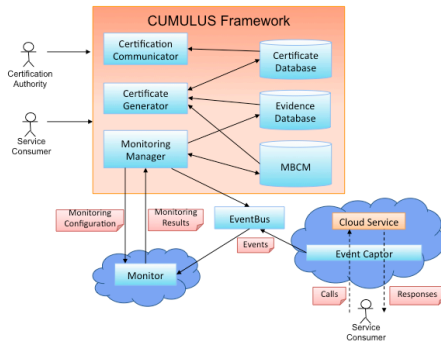 CUMULUS Framework
Certification
Communicator
Certificate
Database
Certification
Authority
Certificate
Generator
Evidence
Database
Service
Consumer
Monitoring
Manager
MBCM
Monitoring
Configuration
Monitoring
Results
EventBus
Cloud Service
Events
Event Captor
Monitor
Calls
Responses
Service
Consumer